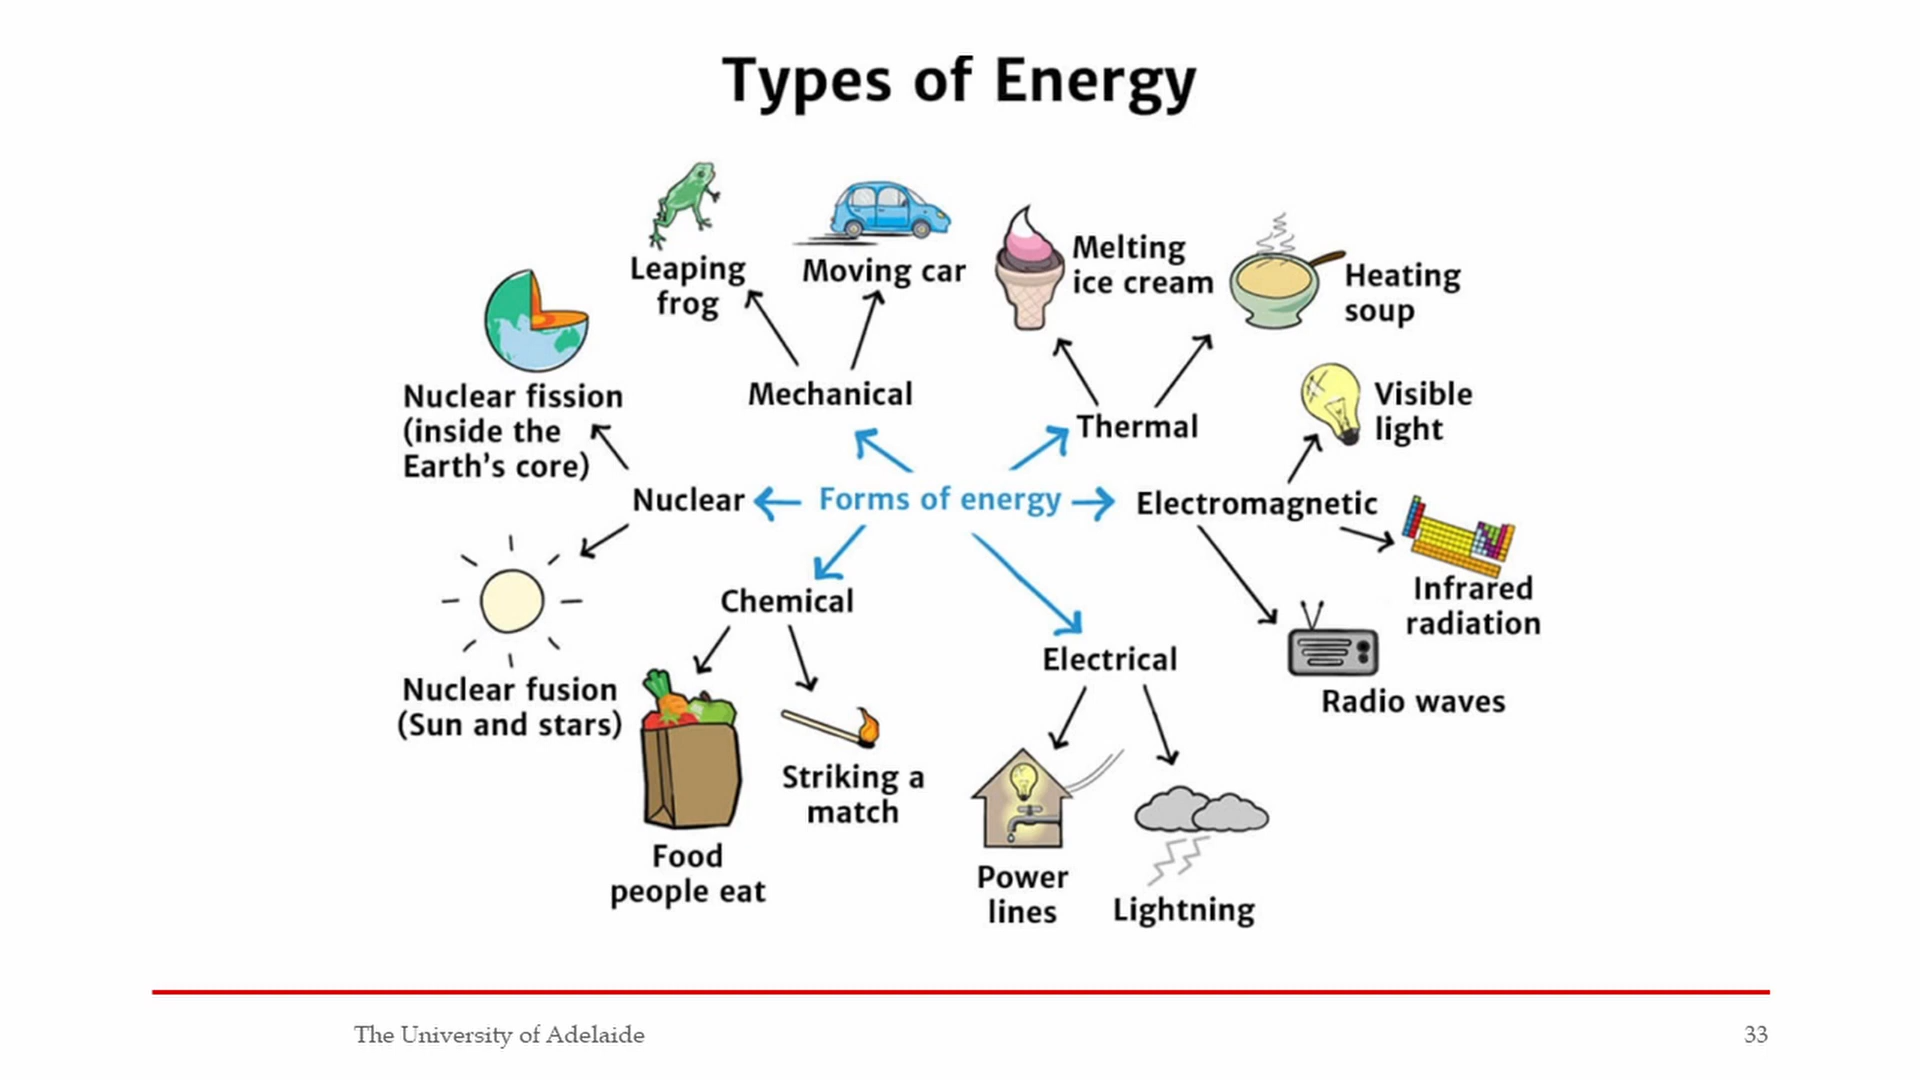 Types of Energy
Leaping
frog
Moving car
Melting
ice cream
Heating
soup
Nuclear fission
(inside the
Earth's core)
Mechanical
Thermal
Visible
light
Nuclear
Forms of energy
Electromagnetic
Infrared
radiation
Chemical
Electrical
Radio waves
Nuclear fusion
(Sun and stars)
Striking a
match
Food
people eat
Power
lines
Lightning
The University of Adelaide
33